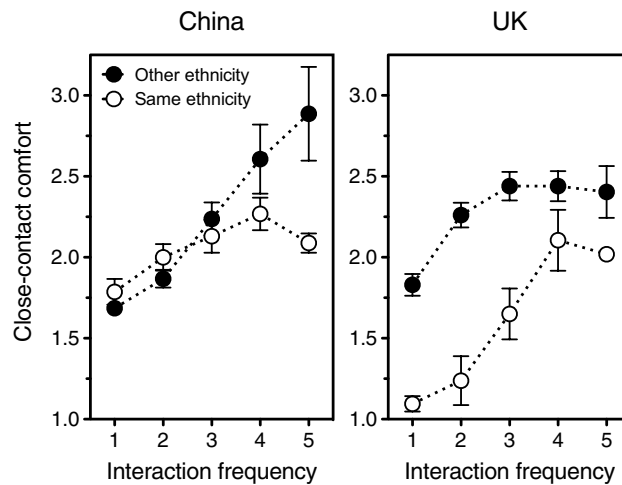 China
UK
Other ethnicity
Same ethnicity
Close-contact comfort
3.0
2.5
2.0
1.5
1.0
3.0
2.5
2.0
1.5
1.0
1 2 3 4 5
1 2 3 4 5
Interaction frequency
Interaction frequency